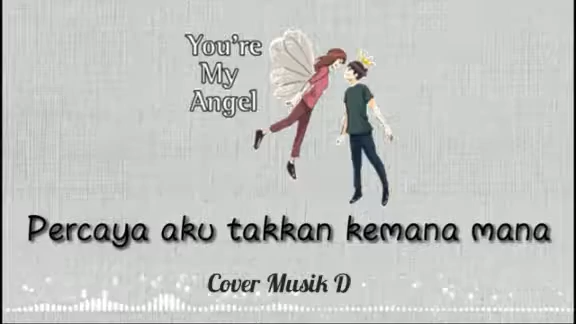 You're
My
Angel
Percaya aku takkan kemana mana
Cover Musik D